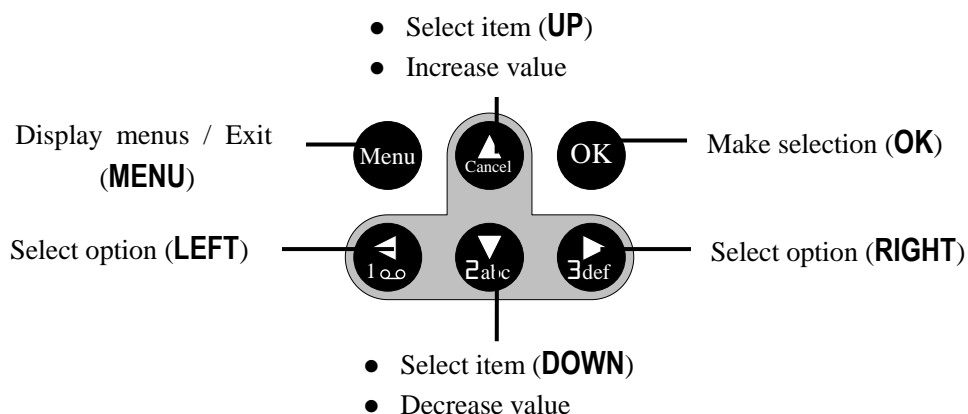 ● Select item (UP)
● Increase value
Display menus / Exit
(MENU)
Menu
Cancel
OK
Make selection (OK)
Select option (LEFT)
1
2abc
3def
Select option (RIGHT)
● Select item (DOWN)
● Decrease value